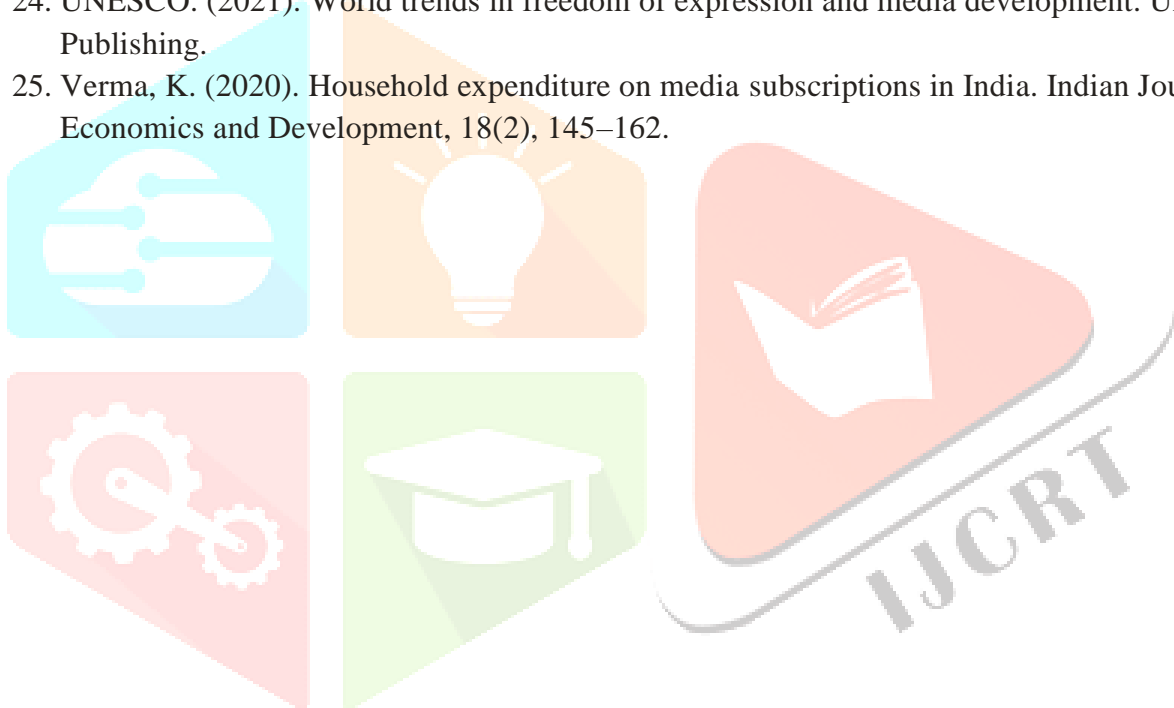 24. UNESCO. (2021). World trends in freedom of expression and media development.
Publishing.
25. Verma, K. (2020). Household expenditure on media subscriptions in India. Indian
Economics and Development, 18(2), 145–162.
IJCRT